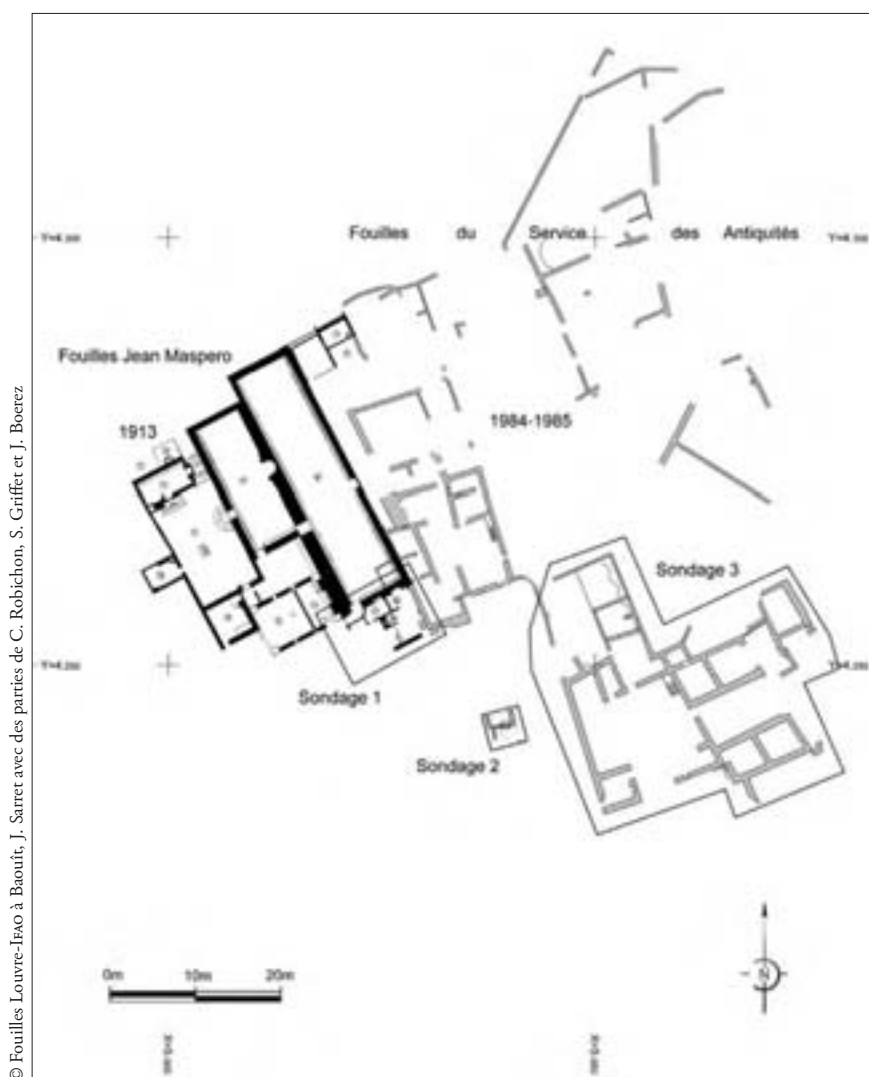 © Fouilles Louvre-IFAO à Baouît, J. Sarret avec des parties de C. Robichon, S. Griffet et J. Boerez
Fouilles du Service des Antiquités
Fouilles Jean Maspero
1913
1984-1985
Sondage 3
Sondage 1
Sondage 2
0m 10m 20m
N